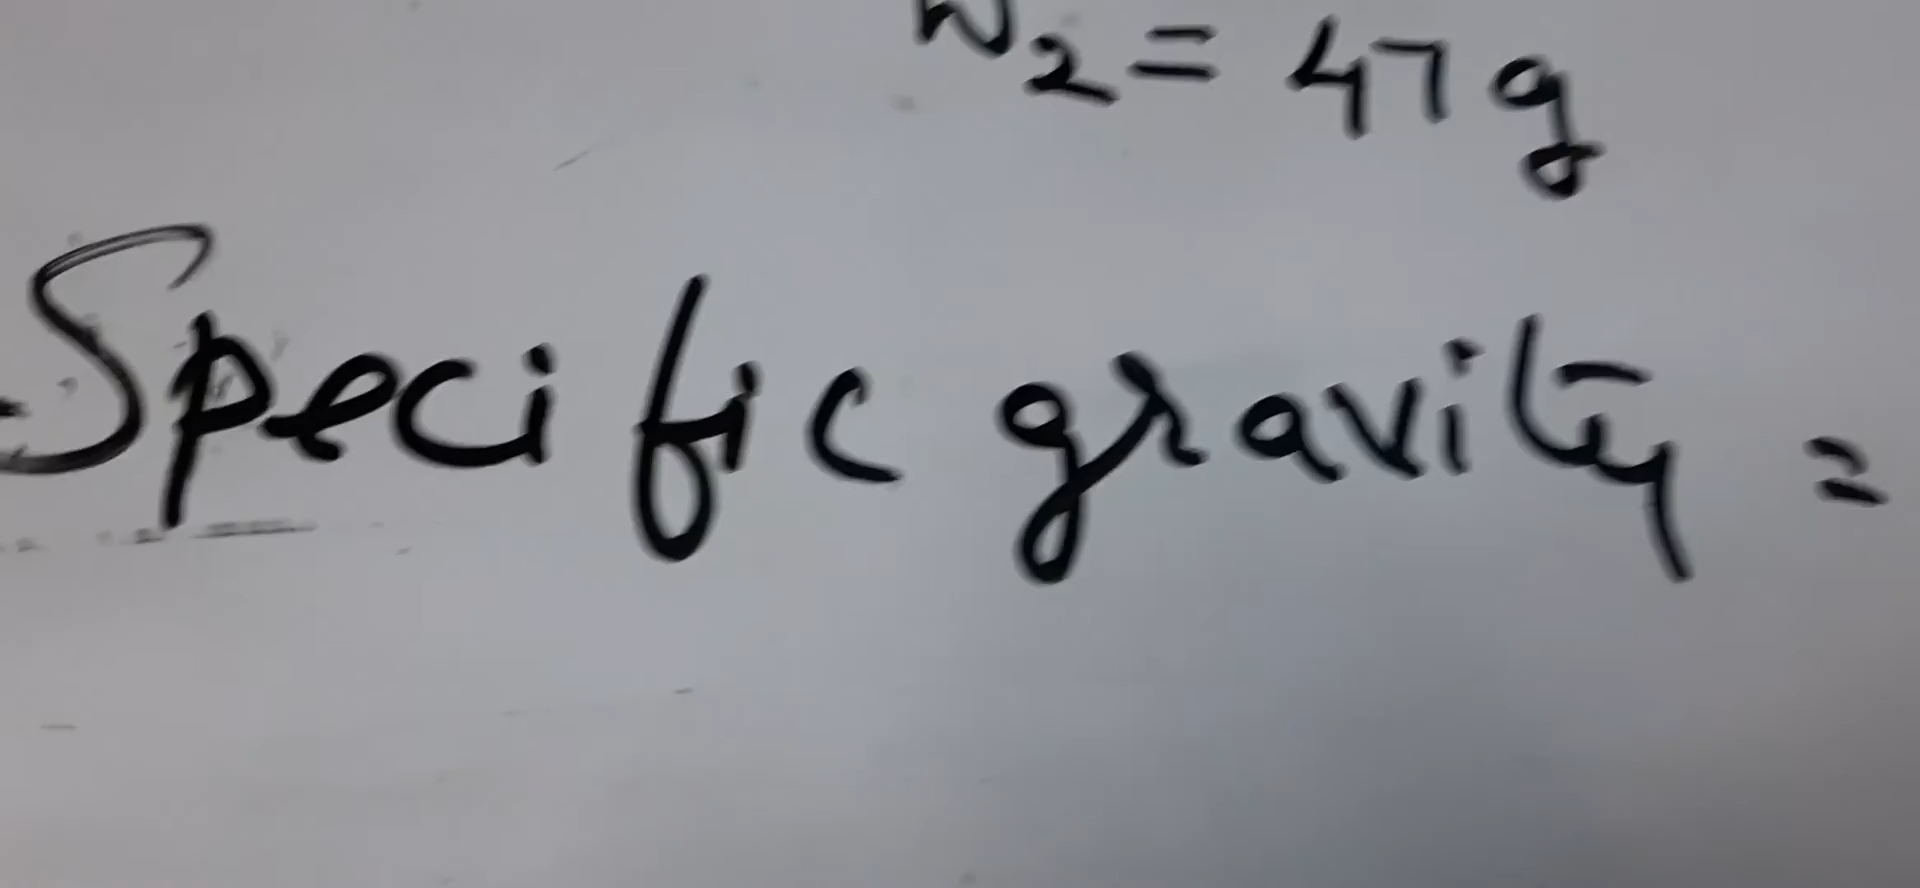 W2 = 47 g
Specific gravity =